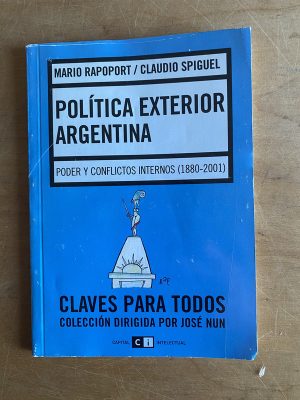 MARIO RAPOPORT / CLAUDIO SPIGUEL
POLÍTICA EXTERIOR
ARGENTINA
PODER Y CONFLICTOS INTERNOS (1880-2001)
CLAVES PARA TODOS
COLECCIÓN DIRIGIDA POR JOSÉ NUN
CAPITAL Ci INTELECTUAL